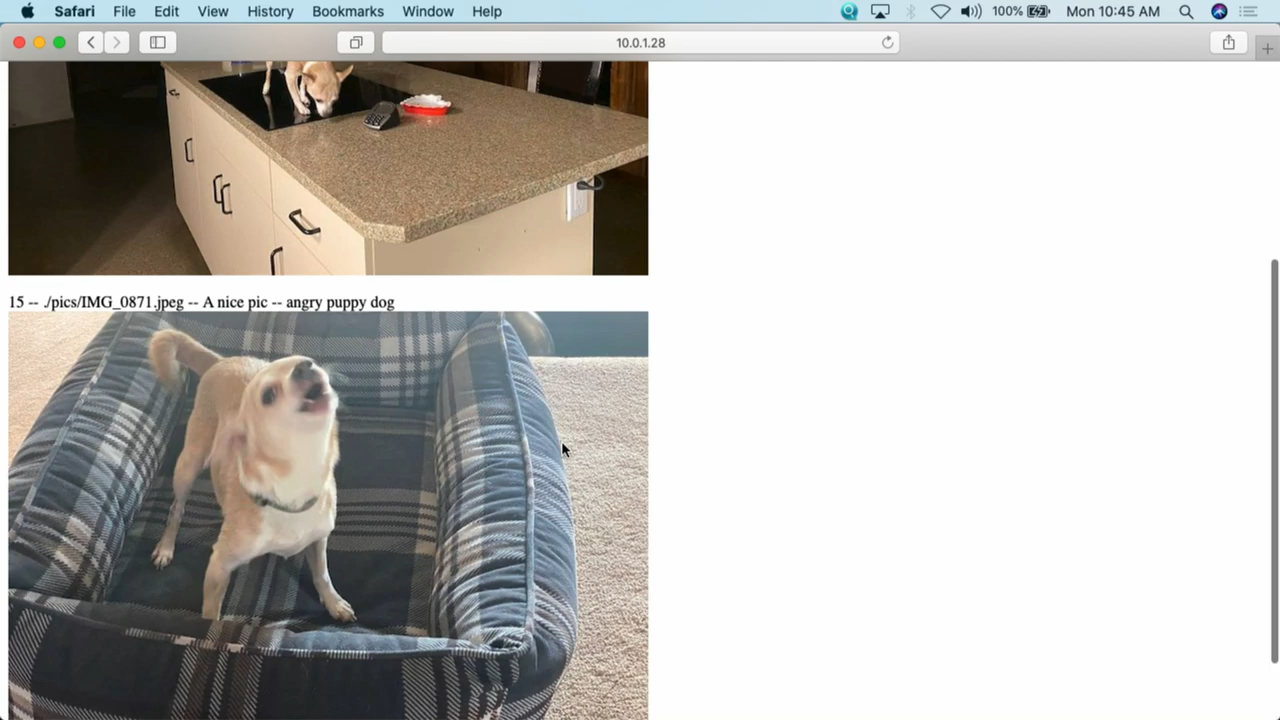 Safari File Edit View History Bookmarks Window Help 100% Mon 10:45 AM
10.0.1.28
15 -- ./pics/IMG_0871.jpeg -- A nice pic -- angry puppy dog